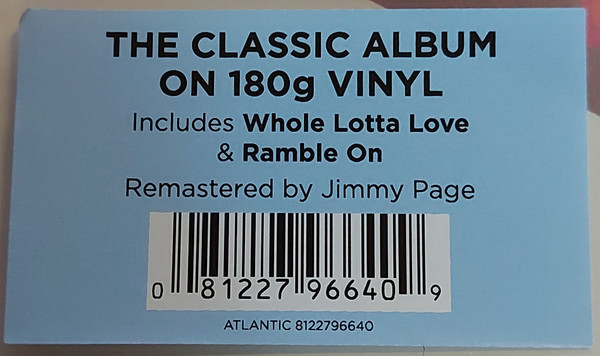 THE CLASSIC ALBUM
ON 180g VINYL
Includes Whole Lotta Love
& Ramble On
Remastered by Jimmy Page
0 81227 96640 9
ATLANTIC 8122796640